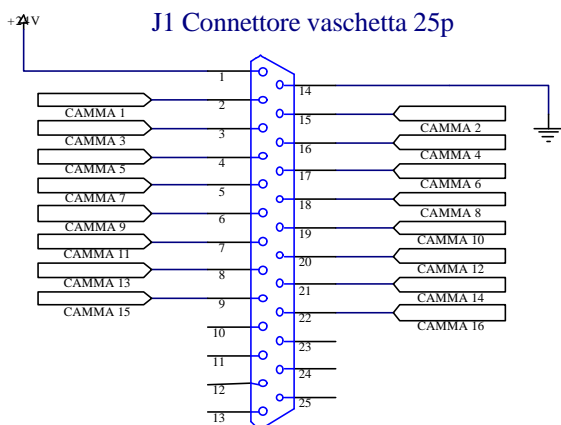 J1 Connettore vaschetta 25p
+24V
1
14
2
CAMMA 1
15
CAMMA 2
3
CAMMA 3
16
CAMMA 4
4
CAMMA 5
17
CAMMA 6
5
CAMMA 7
18
CAMMA 8
6
CAMMA 9
19
CAMMA 10
7
CAMMA 11
20
CAMMA 12
8
CAMMA 13
21
CAMMA 14
9
CAMMA 15
22
CAMMA 16
10
23
11
24
12
25
13